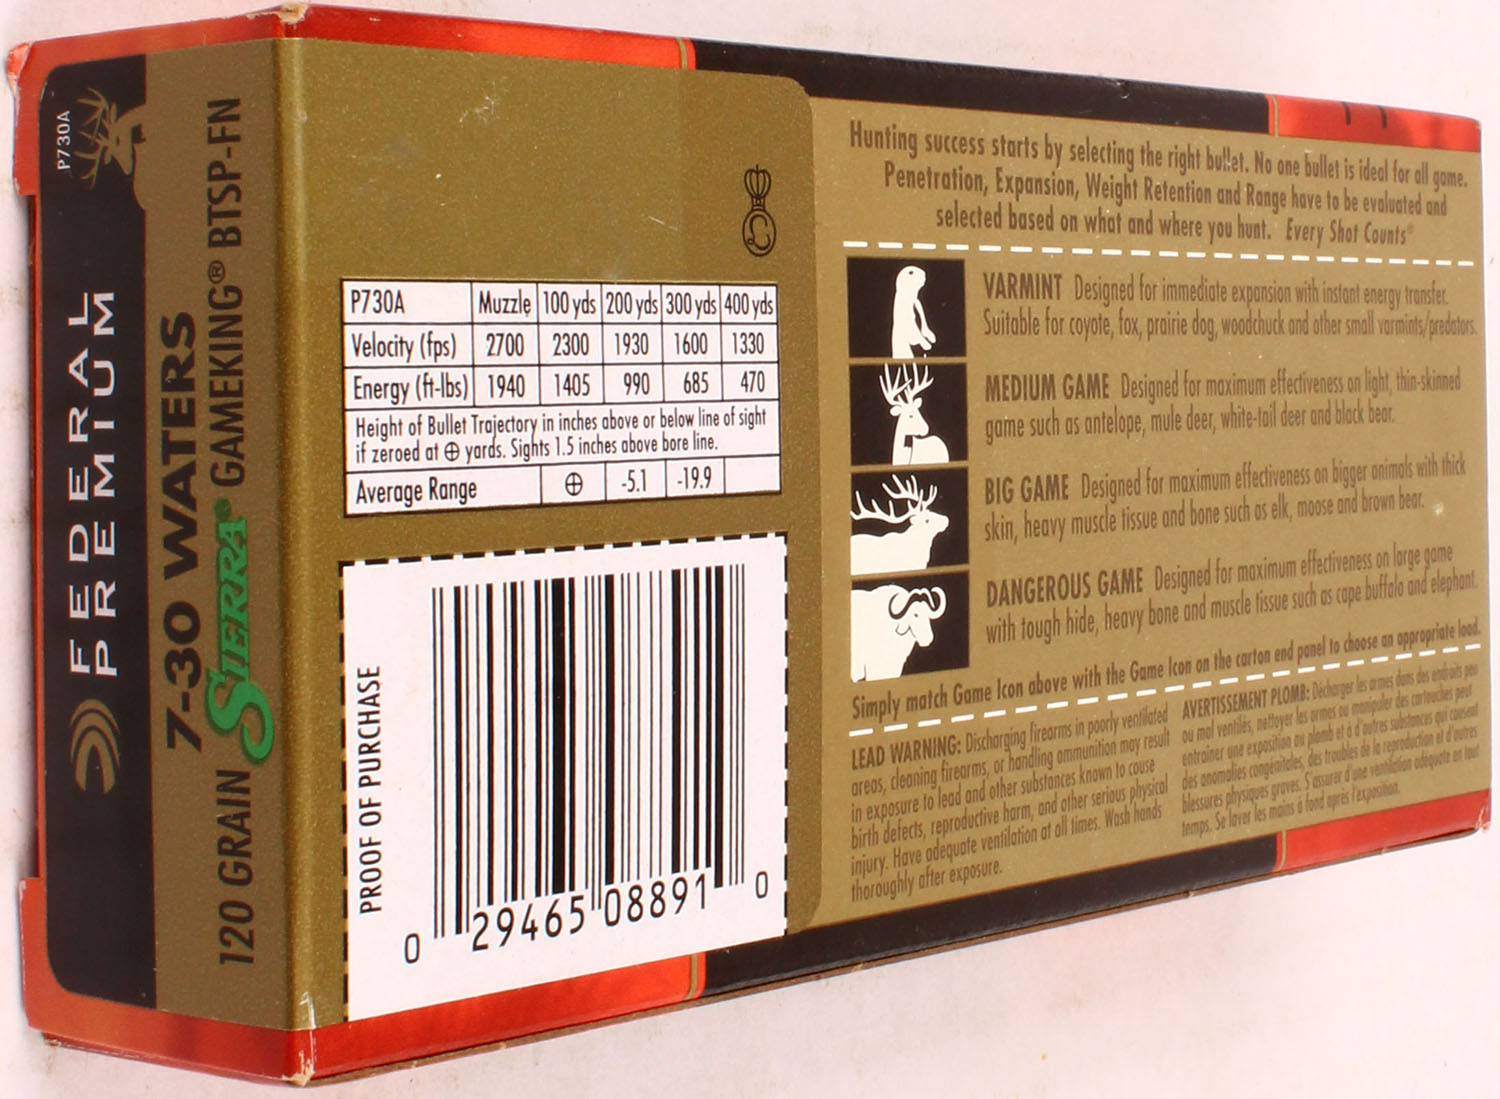 P730A
FEDERAL
PREMIUM
7-30 WATERS
120 GRAIN SIERRA® GAMEKING® BTSP-FN
P730A Muzzle 100 yds 200 yds 300 yds 400 yds
Velocity (fps) 2700 2300 1930 1600 1330
Energy (ft-lbs) 1940 1405 990 685 470
Height of Bullet Trajectory in inches above or below line of sight
if zeroed at ⊕ yards. Sights 1.5 inches above bore line.
Average Range ⊕ -5.1 -19.9
PROOF OF PURCHASE
0 29465 08891 0
Hunting success starts by selecting the right bullet. No one bullet is ideal for all game.
Penetration, Expansion, Weight Retention and Range have to be evaluated and
selected based on what and where you hunt. Every Shot Counts®
VARMINT Designed for immediate expansion with instant energy transfer.
Suitable for coyote, fox, prairie dog, woodchuck and other small varmints/predators.
MEDIUM GAME Designed for maximum effectiveness on light, thin-skinned
game such as antelope, mule deer, white-tail deer and black bear.
BIG GAME Designed for maximum effectiveness on bigger animals with thick
skin, heavy muscle tissue and bone such as elk, moose and brown bear.
DANGEROUS GAME Designed for maximum effectiveness on large game
with tough hide, heavy bone and muscle tissue such as cape buffalo and elephant.
Simply match Game Icon above with the Game Icon on the carton end panel to choose an appropriate load.
LEAD WARNING: Discharging firearms in poorly ventilated
areas, cleaning firearms, or handling ammunition may result
in exposure to lead and other substances known to cause
birth defects, reproductive harm, and other serious physical
injury. Have adequate ventilation at all times. Wash hands
thoroughly after exposure.
AVERTISSEMENT PLOMB: Décharger les armes dans des endroits peu
ou mal ventilés, nettoyer les armes ou manipuler des cartouches peut
entraîner une exposition au plomb et à d'autres substances qui causent
des anomalies congénitales, des troubles de la reproduction et d'autres
blessures physiques graves. S'assurer d'une ventilation adéquate en tout
temps. Se laver les mains à fond après l'exposition.